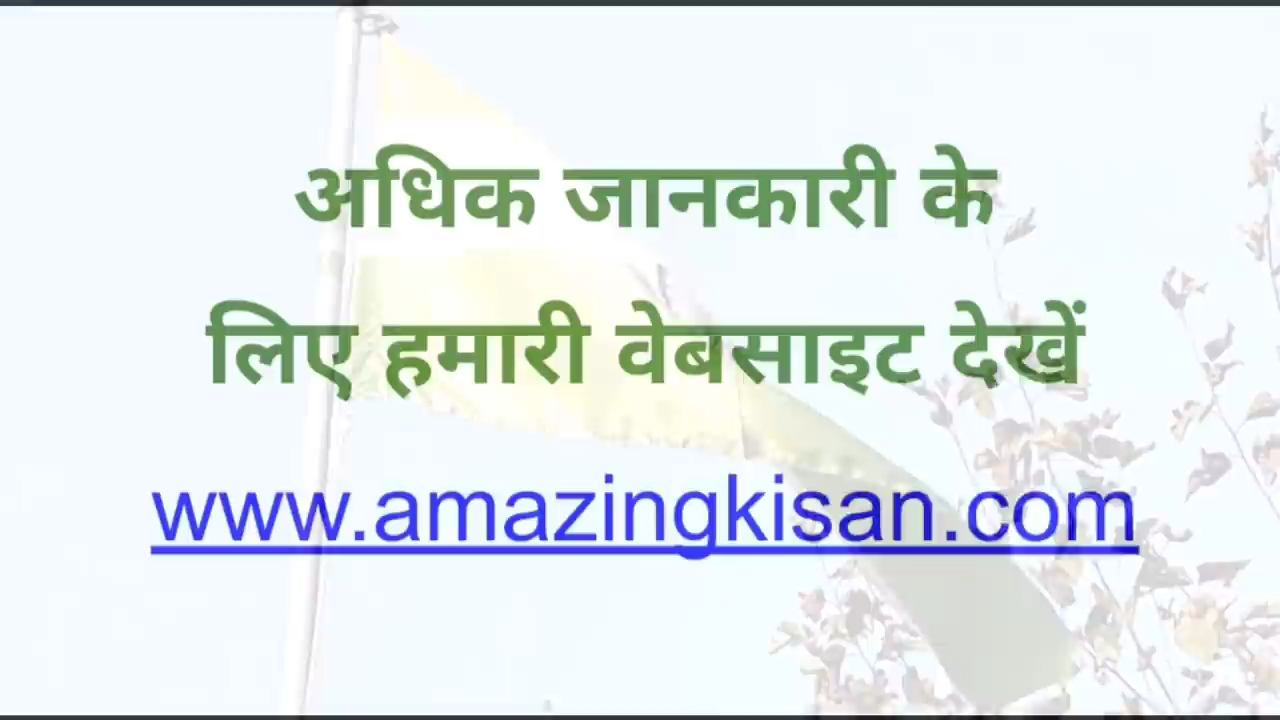 अधिक जानकारी के
लिए हमारी वेबसाइट देखें
www.amazingkisan.com